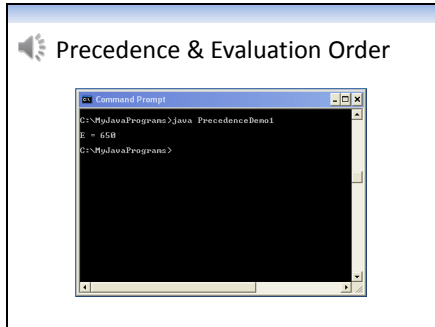 Precedence & Evaluation Order
Command Prompt
C:\MyJavaPrograms>java PrecedenceDemo1
E = 650
C:\MyJavaPrograms>